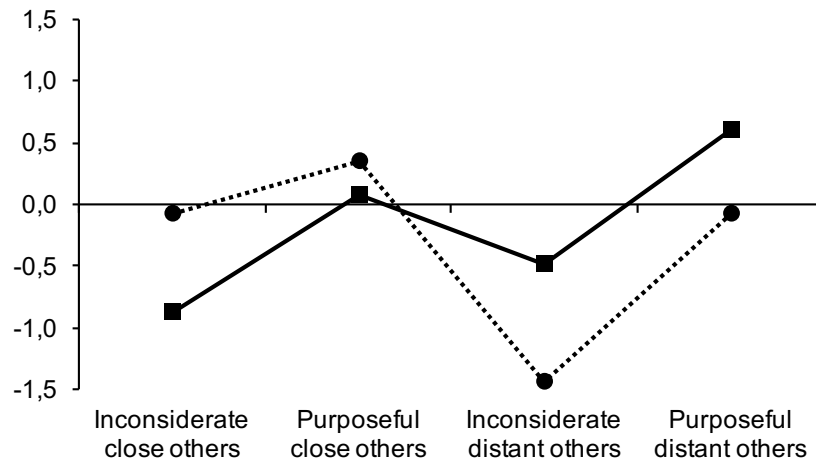 1,5
1,0
0,5
0,0
-0,5
-1,0
-1,5
Inconsiderate
close others
Purposeful
close others
Inconsiderate
distant others
Purposeful
distant others